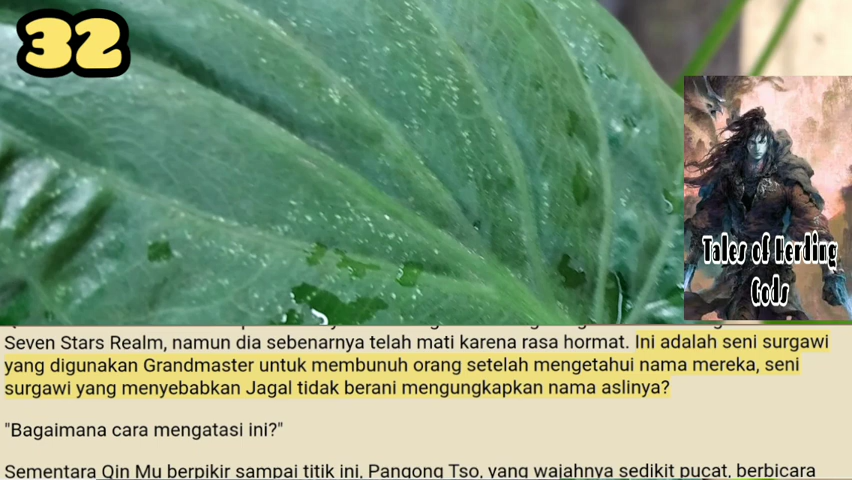 32
Tales of Herding
Gods
Seven Stars Realm, namun dia sebenarnya telah mati karena rasa hormat. Ini adalah seni surgawi
yang digunakan Grandmaster untuk membunuh orang setelah mengetahui nama mereka, seni
surgawi yang menyebabkan Jagal tidak berani mengungkapkan nama aslinya?
"Bagaimana cara mengatasi ini?"
Sementara Qin Mu berpikir sampai titik ini, Pangong Tso, yang wajahnya sedikit pucat, berbicara